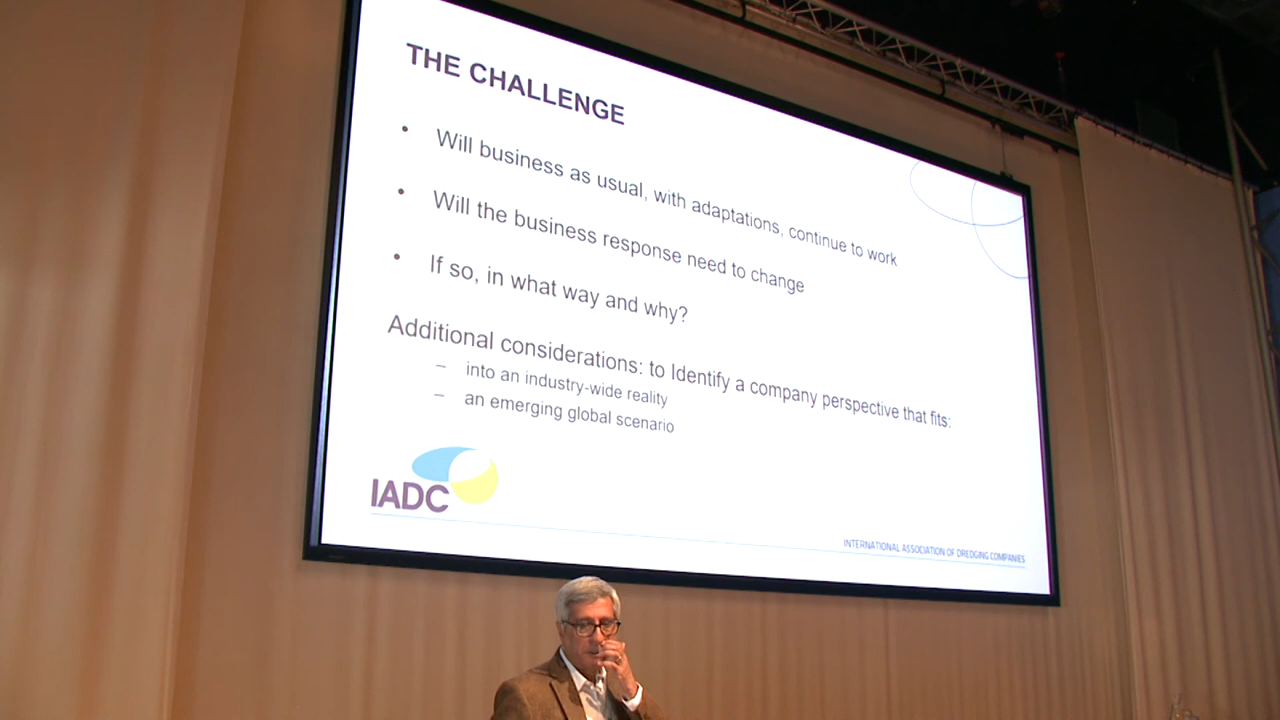 THE CHALLENGE
• Will business as usual, with adaptations, continue to work
• Will the business response need to change
• If so, in what way and why?
Additional considerations: to Identify a company perspective that fits:
– into an industry-wide reality
– an emerging global scenario
IADC
INTERNATIONAL ASSOCIATION OF DREDGING COMPANIES